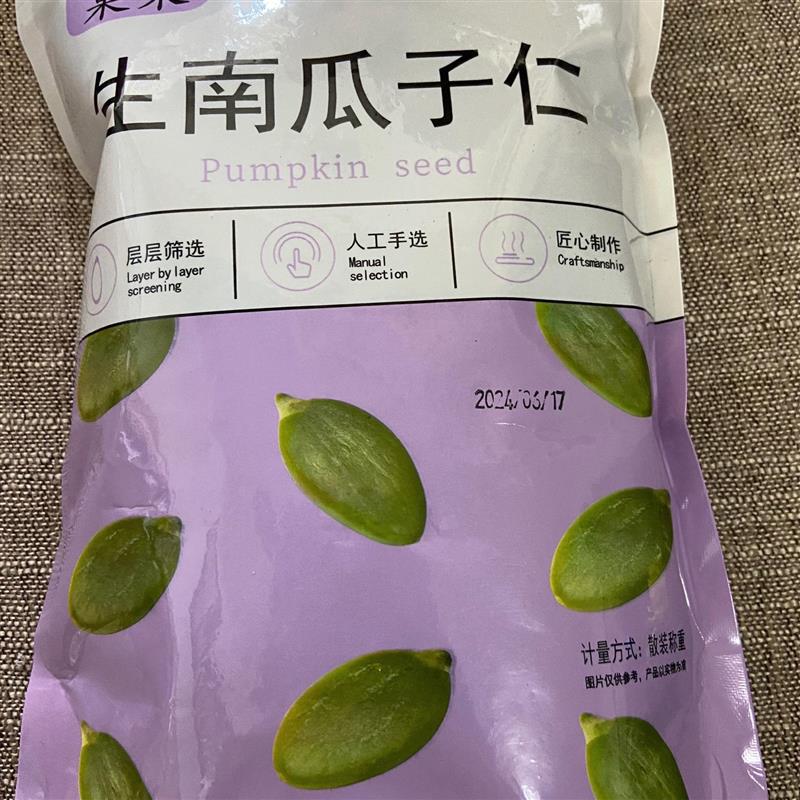 生南瓜子仁
Pumpkin seed
层层筛选
Layer by layer
screening
人工手选
Manual
selection
匠心制作
Craftsmanship
2024/06/17
计量方式：散装称重
图片仅供参考，产品以实物为准